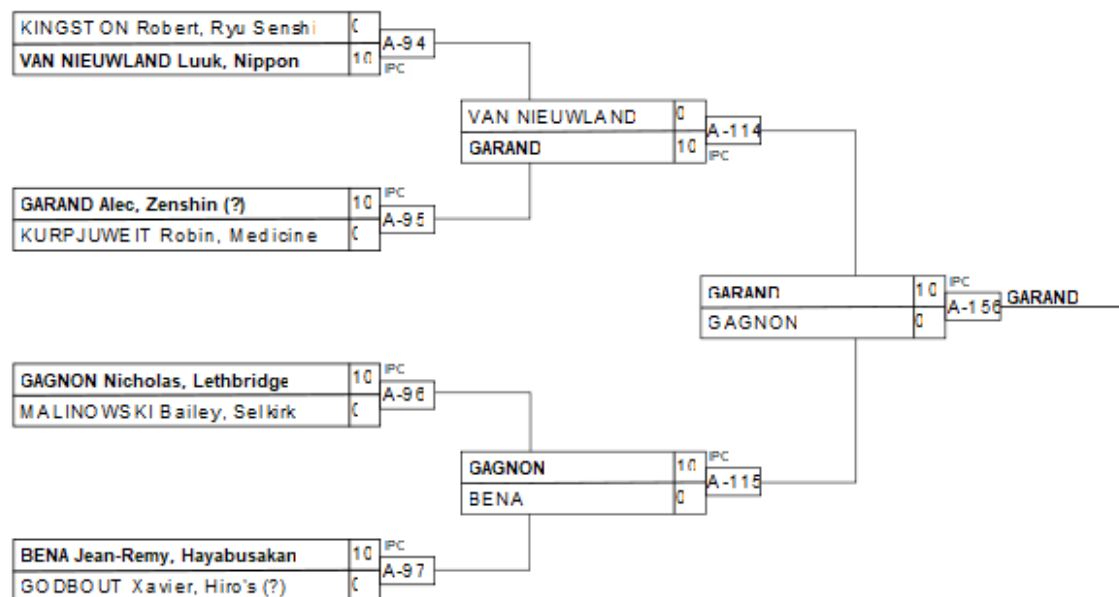 KINGSTON Robert, Ryu Senshi 0
A-94
VAN NIEUWLAND Luuk, Nippon 10
IPC
VAN NIEUWLAND 0
A-114
GARAND 10
IPC
IPC
GARAND Alec, Zenshin (?) 10
A-95
KURPJUWEIT Robin, Medicine 0
IPC
GARAND 10
A-156 GARAND
GAGNON 0
IPC
GAGNON Nicholas, Lethbridge 10
A-96
MALINOWSKI Bailey, Selkirk 0
IPC
GAGNON 10
A-115
BENA 0
IPC
BENA Jean-Remy, Hayabusakan 10
A-97
GODBOUT Xavier, Hiro's (?) 0